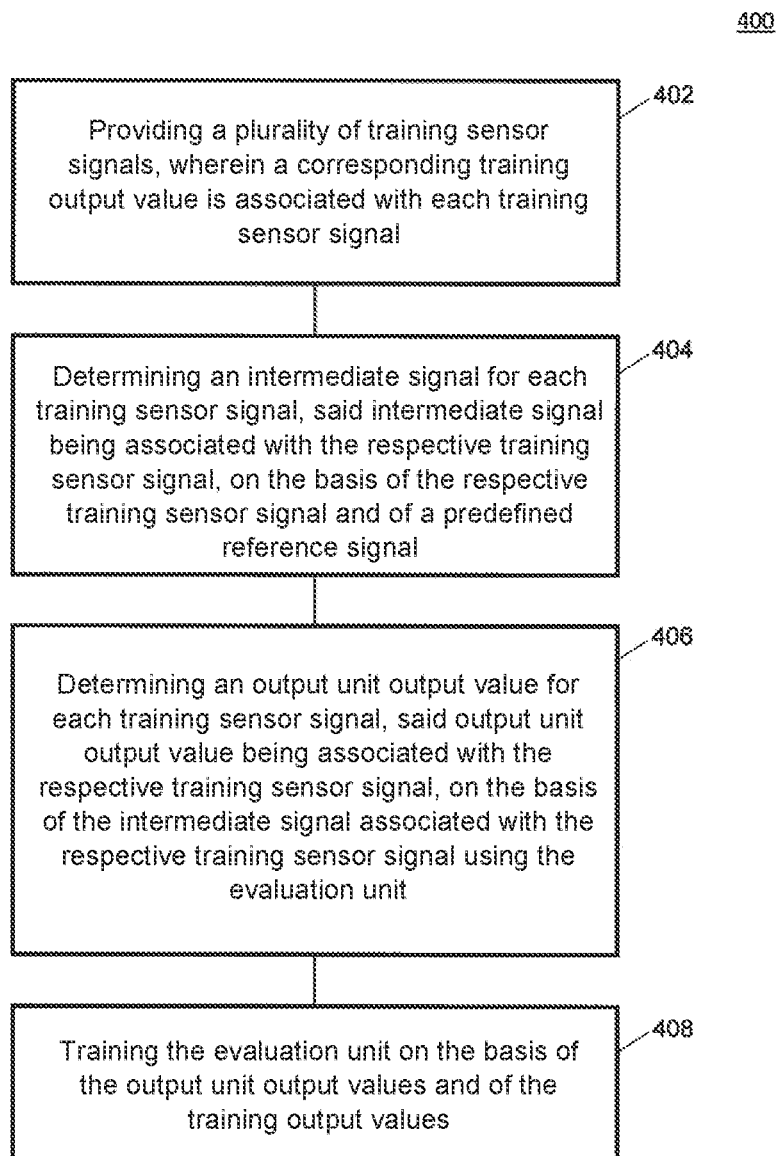 400
402
Providing a plurality of training sensor
signals, wherein a corresponding training
output value is associated with each training
sensor signal
404
Determining an intermediate signal for each
training sensor signal, said intermediate signal
being associated with the respective training
sensor signal, on the basis of the respective
training sensor signal and of a predefined
reference signal
406
Determining an output unit output value for
each training sensor signal, said output unit
output value being associated with the
respective training sensor signal, on the basis
of the intermediate signal associated with the
respective training sensor signal using the
evaluation unit
408
Training the evaluation unit on the basis of
the output unit output values and of the
training output values